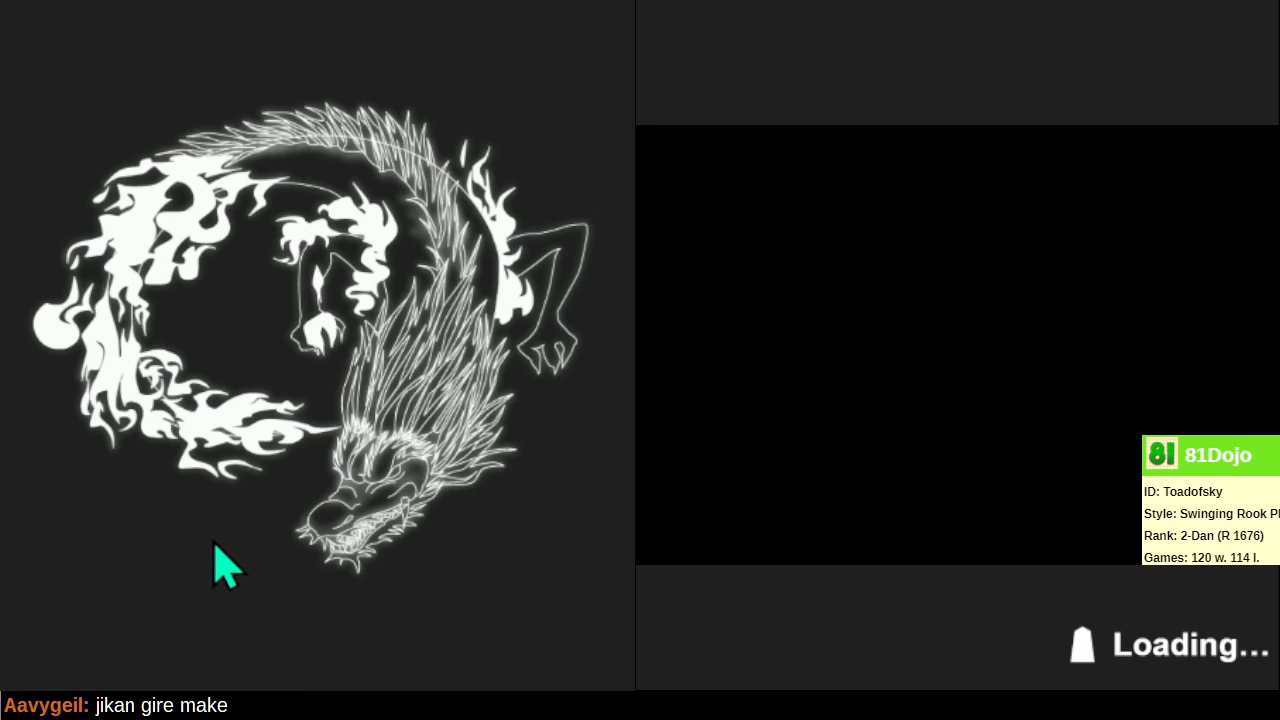 81 81Dojo
ID: Toadofsky
Style: Swinging Rook
Rank: 2-Dan (R 1676)
Games: 120 w. 114 l.
Loading...
Aavygeil: jikan gire make